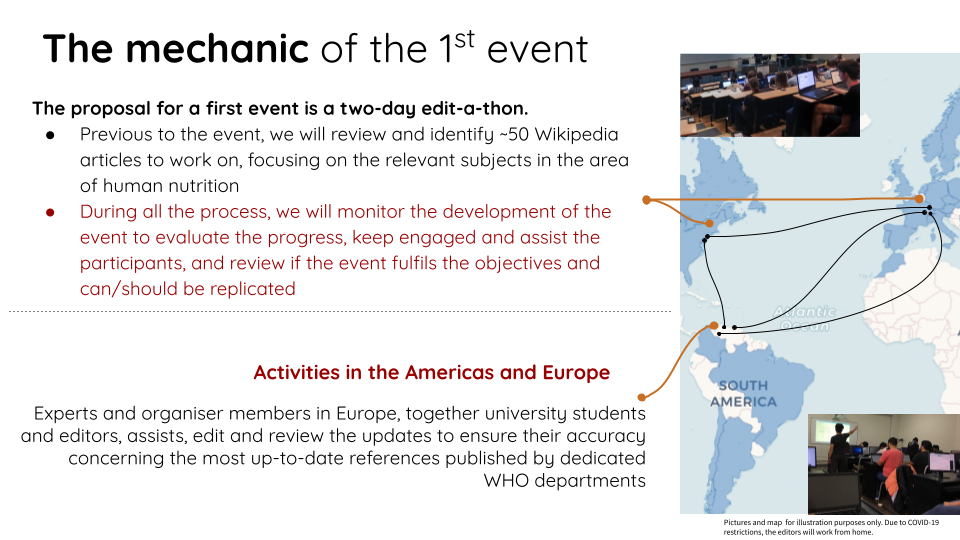 The mechanic of the 1st event
The proposal for a first event is a two-day edit-a-thon.
● Previous to the event, we will review and identify ~50 Wikipedia
articles to work on, focusing on the relevant subjects in the area
of human nutrition
● During all the process, we will monitor the development of the
event to evaluate the progress, keep engaged and assist the
participants, and review if the event fulfils the objectives and
can/should be replicated
Atlantic
Ocean
Activities in the Americas and Europe
SOUTH
AMERICA
Experts and organiser members in Europe, together university students
and editors, assists, edit and review the updates to ensure their accuracy
concerning the most up-to-date references published by dedicated
WHO departments
Pictures and map for illustration purposes only. Due to COVID-19
restrictions, the editors will work from home.